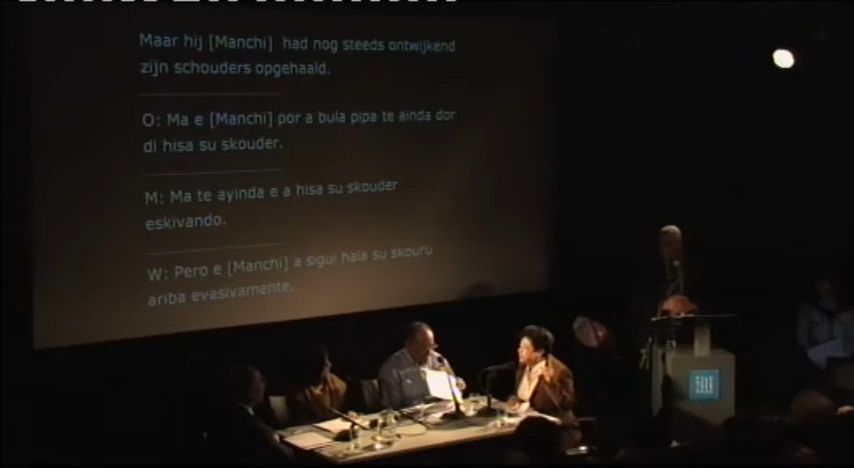 Maar hij [Manchi] had nog steeds ontwijkend
zijn schouders opgehaald.
O: Ma e [Manchi] por a bula pipa te ainda dor
di hisa su skouder.
M: Ma te ayinda e a hisa su skouder
eskivando.
W: Pero e [Manchi] a sigui hala su skouru
ariba evasivamente.